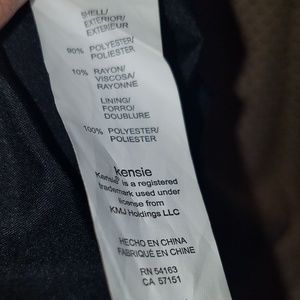 SHELL/
EXTERIOR/
EXTÉRIEUR
90% POLYESTER/
POLIESTER
10% RAYON/
VISCOSA/
RAYONNE
LINING/
FORRO/
DOUBLURE
100% POLYESTER/
POLIESTER
kensie
Kensie® is a registered
trademark used under
license from
KMJ Holdings LLC
HECHO EN CHINA
FABRIQUÉ EN CHINE
RN 54163
CA 57151